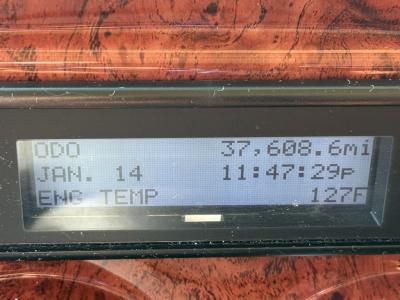 ODO 37,608.6mi
JAN. 14 11:47:29p
ENG TEMP 127F